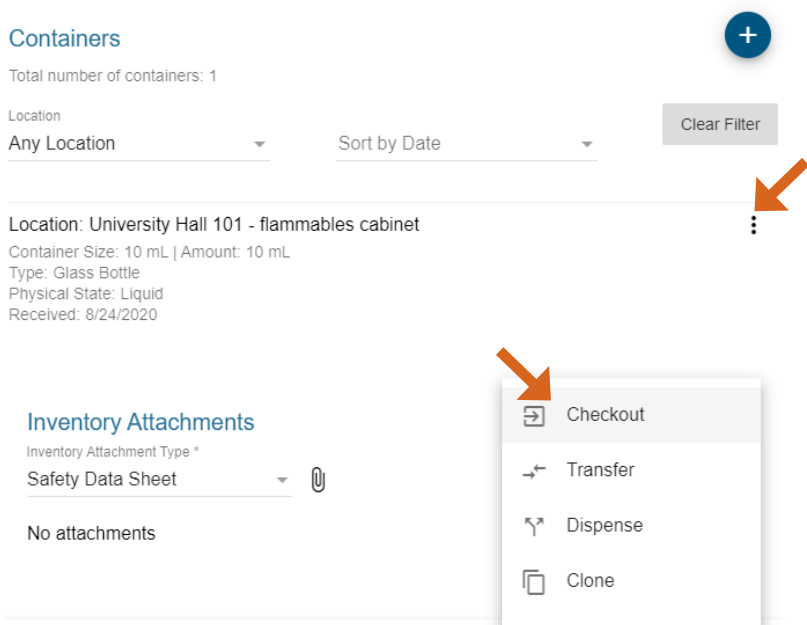 Containers
+
Total number of containers: 1
Location
Any Location
Sort by Date
Clear Filter
Location: University Hall 101 - flammables cabinet
Container Size: 10 mL | Amount: 10 mL
Type: Glass Bottle
Physical State: Liquid
Received: 8/24/2020
Inventory Attachments
Inventory Attachment Type *
Safety Data Sheet
No attachments
Checkout
Transfer
Dispense
Clone